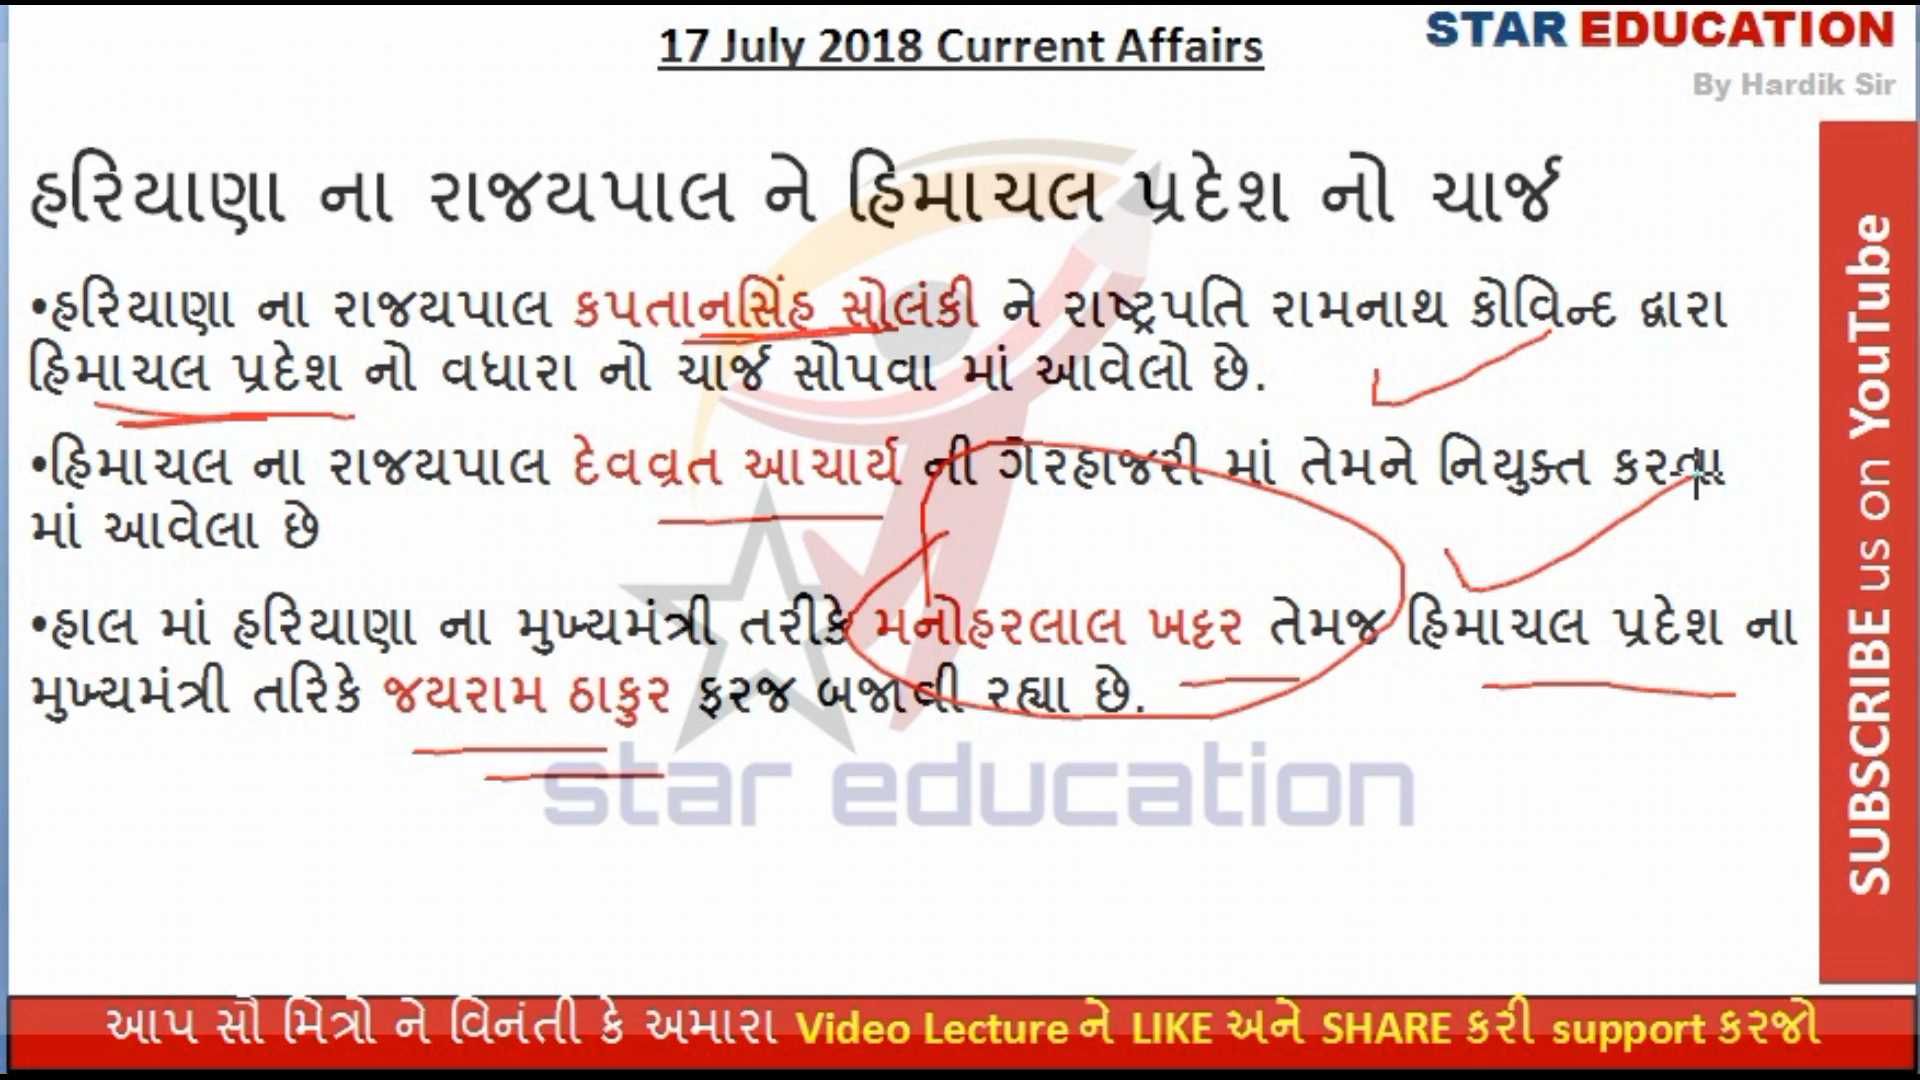 17 July 2018 Current Affairs
STAR EDUCATION
By Hardik Sir
હરિયાણા ના રાજયપાલ ને હિમાચલ પ્રદેશ નો ચાર્જ
•હરિયાણા ના રાજયપાલ કપતાનસિંહ સોલંકી ને રાષ્ટ્રપતિ રામનાથ કોવિન્દ દ્વારા
હિમાચલ પ્રદેશ નો વધારા નો ચાર્જ સોપવા માં આવેલો છે.
•હિમાચલ ના રાજયપાલ દેવવ્રત આચાર્ય ની ગેરહાજરી માં તેમને નિયુક્ત કરવા
માં આવેલા છે
•હાલ માં હરિયાણા ના મુખ્યમંત્રી તરીકે મનોહરલાલ ખટ્ટર તેમજ હિમાચલ પ્રદેશ ના
મુખ્યમંત્રી તરિકે જયરામ ઠાકુર ફરજ બજાવી રહ્યા છે.
star education
SUBSCRIBE us on YouTube
આપ સૌ મિત્રો ને વિનંતી કે અમારા Video Lecture ને LIKE અને SHARE કરી support કરજો